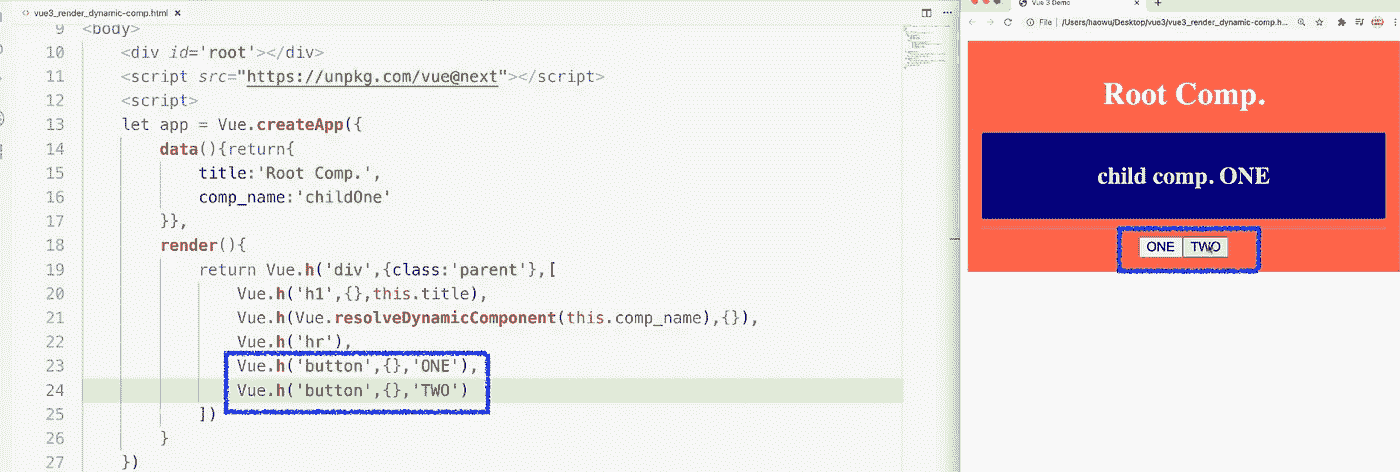 vue3_render_dynamic-comp.html
9 <body>
10 <div id='root'></div>
11 <script src="https://unpkg.com/vue@next"></script>
12 <script>
13 let app = Vue.createApp({
14 data(){return{
15 title:'Root Comp.',
16 comp_name:'childOne'
17 }},
18 render(){
19 return Vue.h('div',{class:'parent'},[
20 Vue.h('h1',{},this.title),
21 Vue.h(Vue.resolveDynamicComponent(this.comp_name),{}),
22 Vue.h('hr'),
23 Vue.h('button',{},'ONE'),
24 Vue.h('button',{},'TWO')
25 ])
26 }
27 })
Vue 3 Demo
File | /Users/haowu/Desktop/vue3/vue3_render_dynamic-comp.h...
Root Comp.
child comp. ONE
ONE TWO